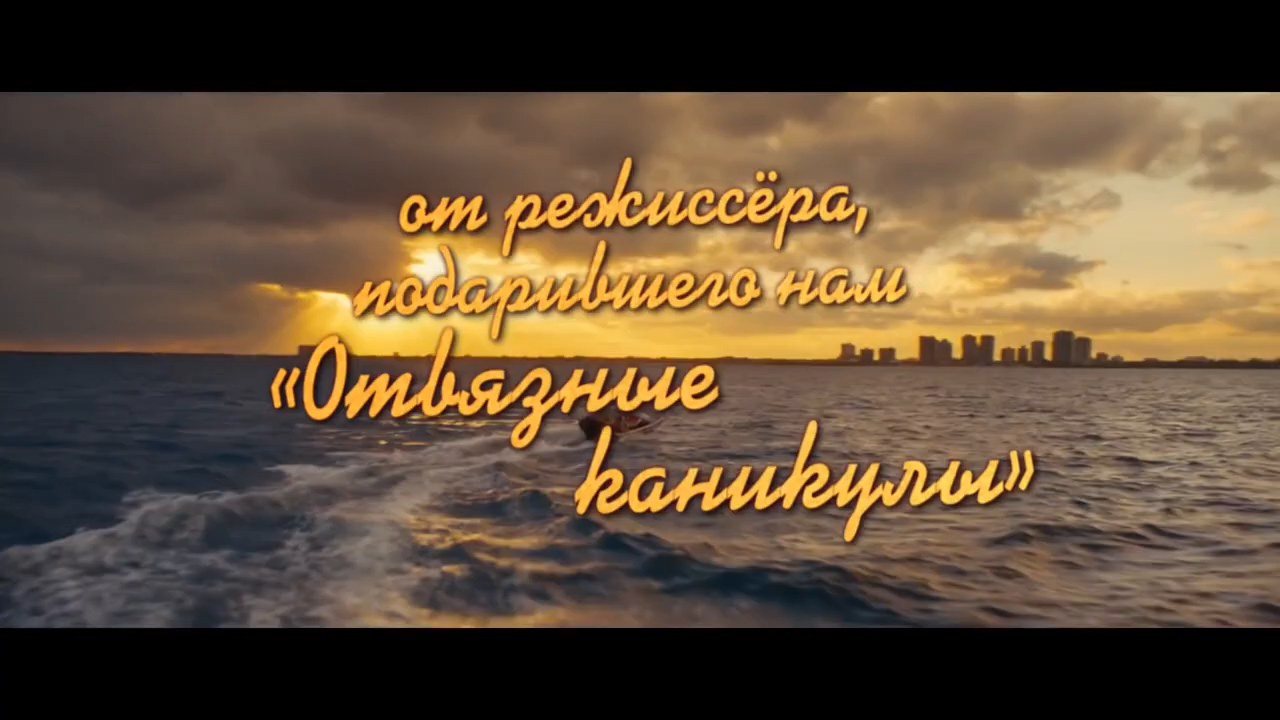 от режиссёра,
подарившего нам
«Отвязные
каникулы»